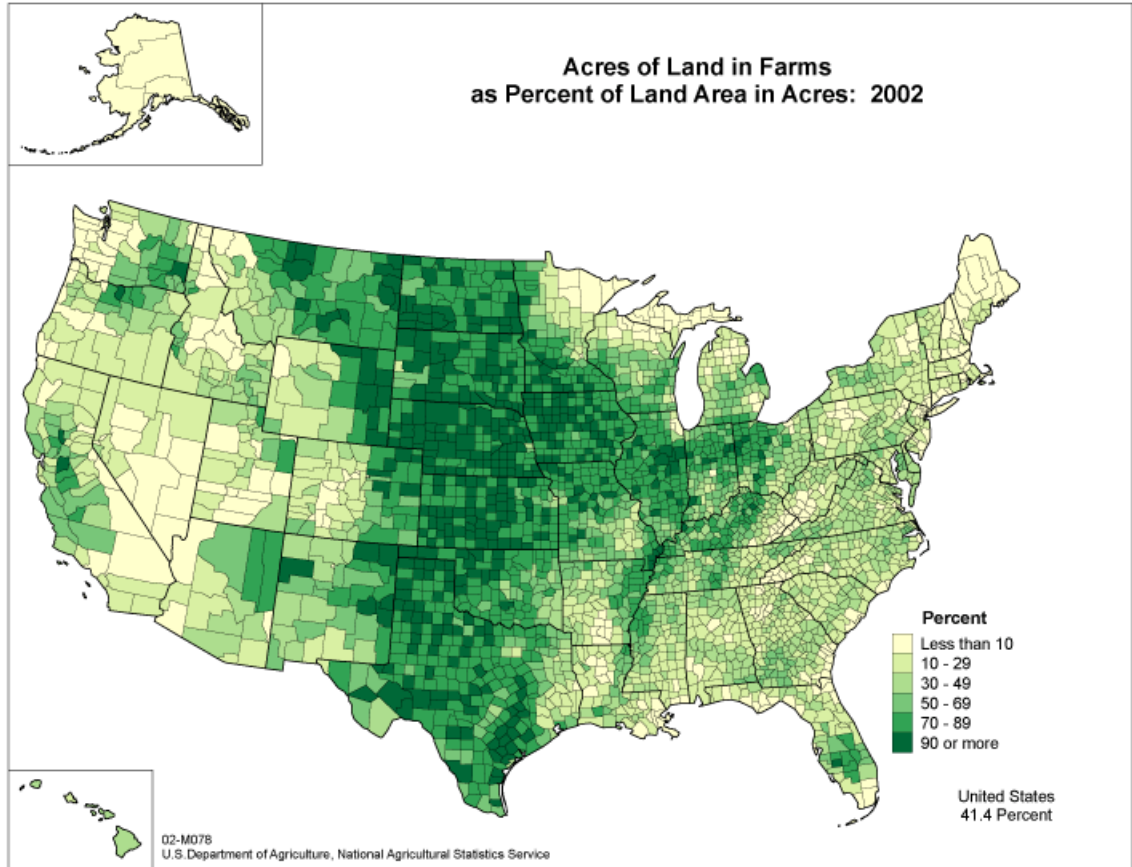 Acres of Land in Farms
as Percent of Land Area in Acres: 2002
Percent
Less than 10
10 - 29
30 - 49
50 - 69
70 - 89
90 or more
United States
41.4 Percent
02-M078
U.S.Department of Agriculture, National Agricultural Statistics Service